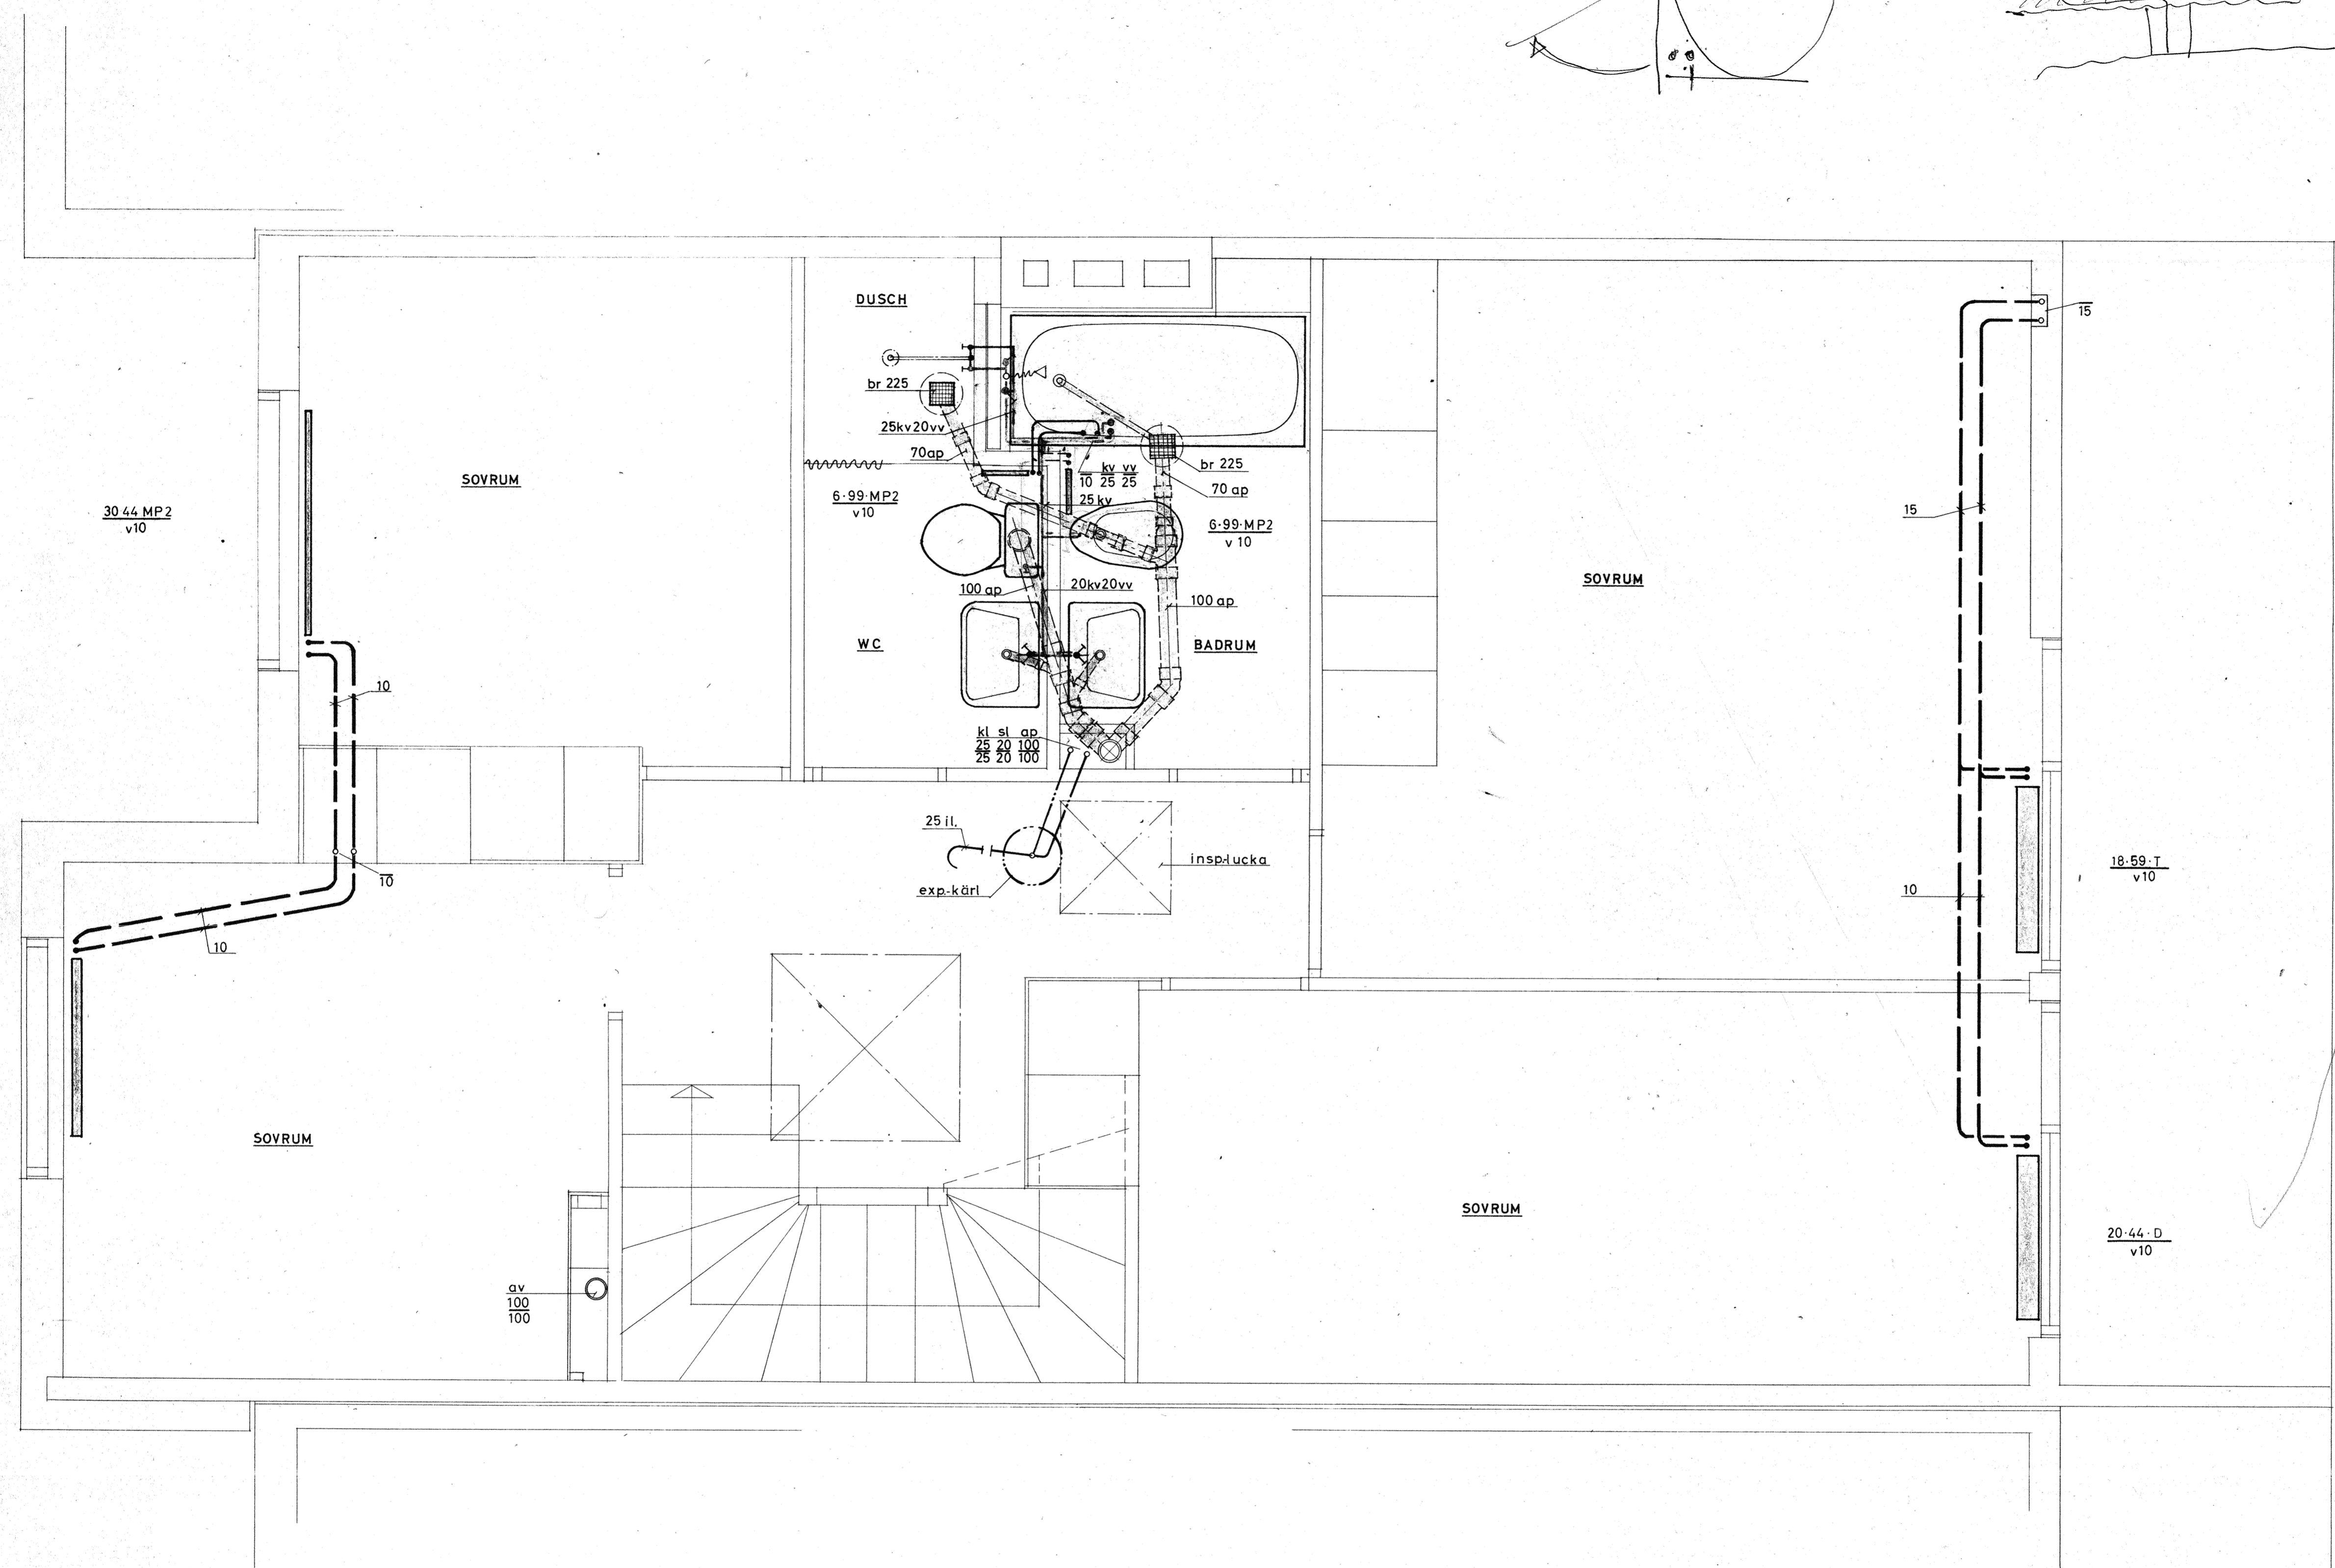 DUSCH
15
br 225
25kv20vv
70ap
br 225
kv vv
10 25 25
70 ap
SOVRUM
6·99·MP2
v10
25 kv
30 44 MP2
v10
6·99·MP2
v 10
15
SOVRUM
100 ap
20kv20vv
100 ap
WC
BADRUM
10
kl sl ap
25 20 100
25 20 100
25 il.
insp-lucka
18·59·T
v10
10
exp.-kärl
10
10
SOVRUM
SOVRUM
20·44·D
v10
av
100
100